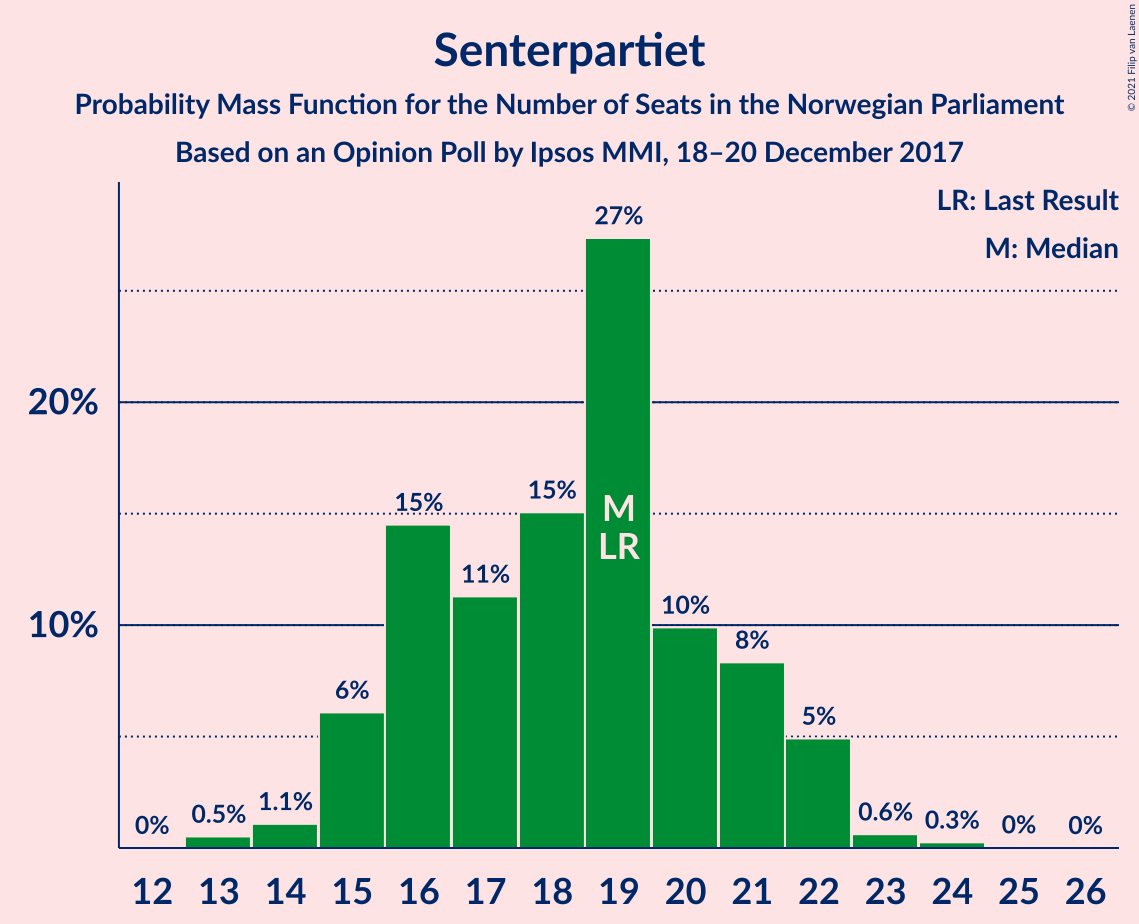 Senterpartiet
Probability Mass Function for the Number of Seats in the Norwegian Parliament
Based on an Opinion Poll by Ipsos MMI, 18–20 December 2017
© 2021 Filip van Laenen
LR: Last Result
M: Median
20%
10%
0%
0.5%
1.1%
6%
15%
11%
15%
27%
10%
8%
5%
0.6%
0.3%
0%
0%
M
LR
12 13 14 15 16 17 18 19 20 21 22 23 24 25 26